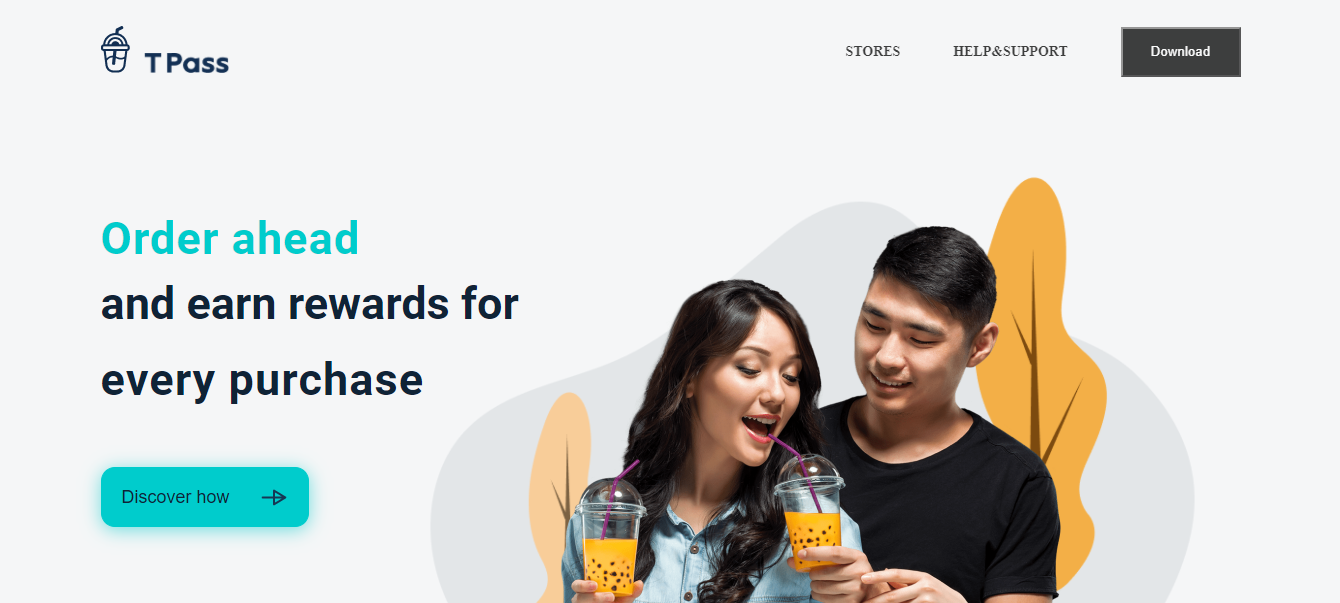 T Pass
STORES
HELP&SUPPORT
Download
Order ahead
and earn rewards for
every purchase
Discover how